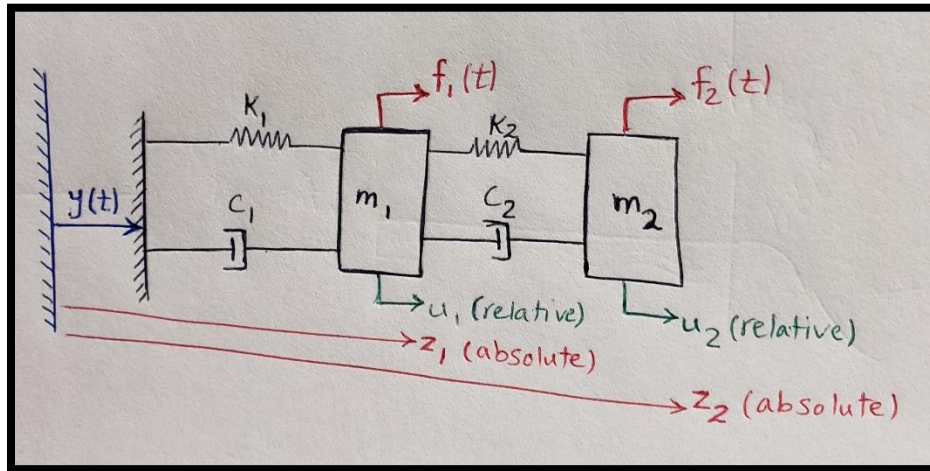 f₁(t)
f₂(t)
K₁
K₂
y(t)
C₁
m₁
C₂
m₂
u₁ (relative)
u₂ (relative)
z₁ (absolute)
z₂ (absolute)